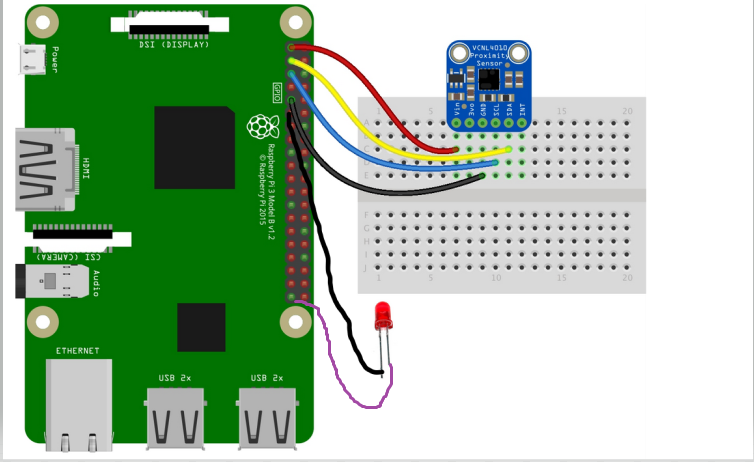 DSI (DISPLAY)
Power
GPIO
HDMI
Raspberry Pi 3 Model B v1.2
© Raspberry Pi 2015
CSI (CAMERA)
Audio
ETHERNET
USB 2x
USB 2x
VCNL4010
Proximity
Sensor
Vin
3vo
GND
SCL
SDA
INT
1 5 10 15 20
A
C
D
E
F
G
H
I
J
1 5 10 15 20